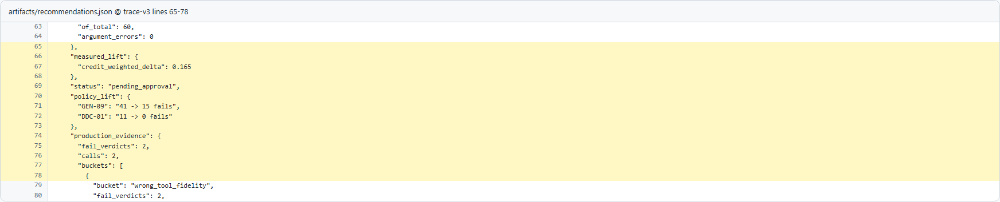 artifacts/recommendations.json @ trace-v3 lines 65-78
63 "of_total": 60,
64 "argument_errors": 0
65 },
66 "measured_lift": {
67 "credit_weighted_delta": 0.165
68 },
69 "status": "pending_approval",
70 "policy_lift": {
71 "GEN-09": "41 -> 15 fails",
72 "DDC-01": "11 -> 0 fails"
73 },
74 "production_evidence": {
75 "fail_verdicts": 2,
76 "calls": 2,
77 "buckets": [
78 {
79 "bucket": "wrong_tool_fidelity",
80 "fail_verdicts": 2,